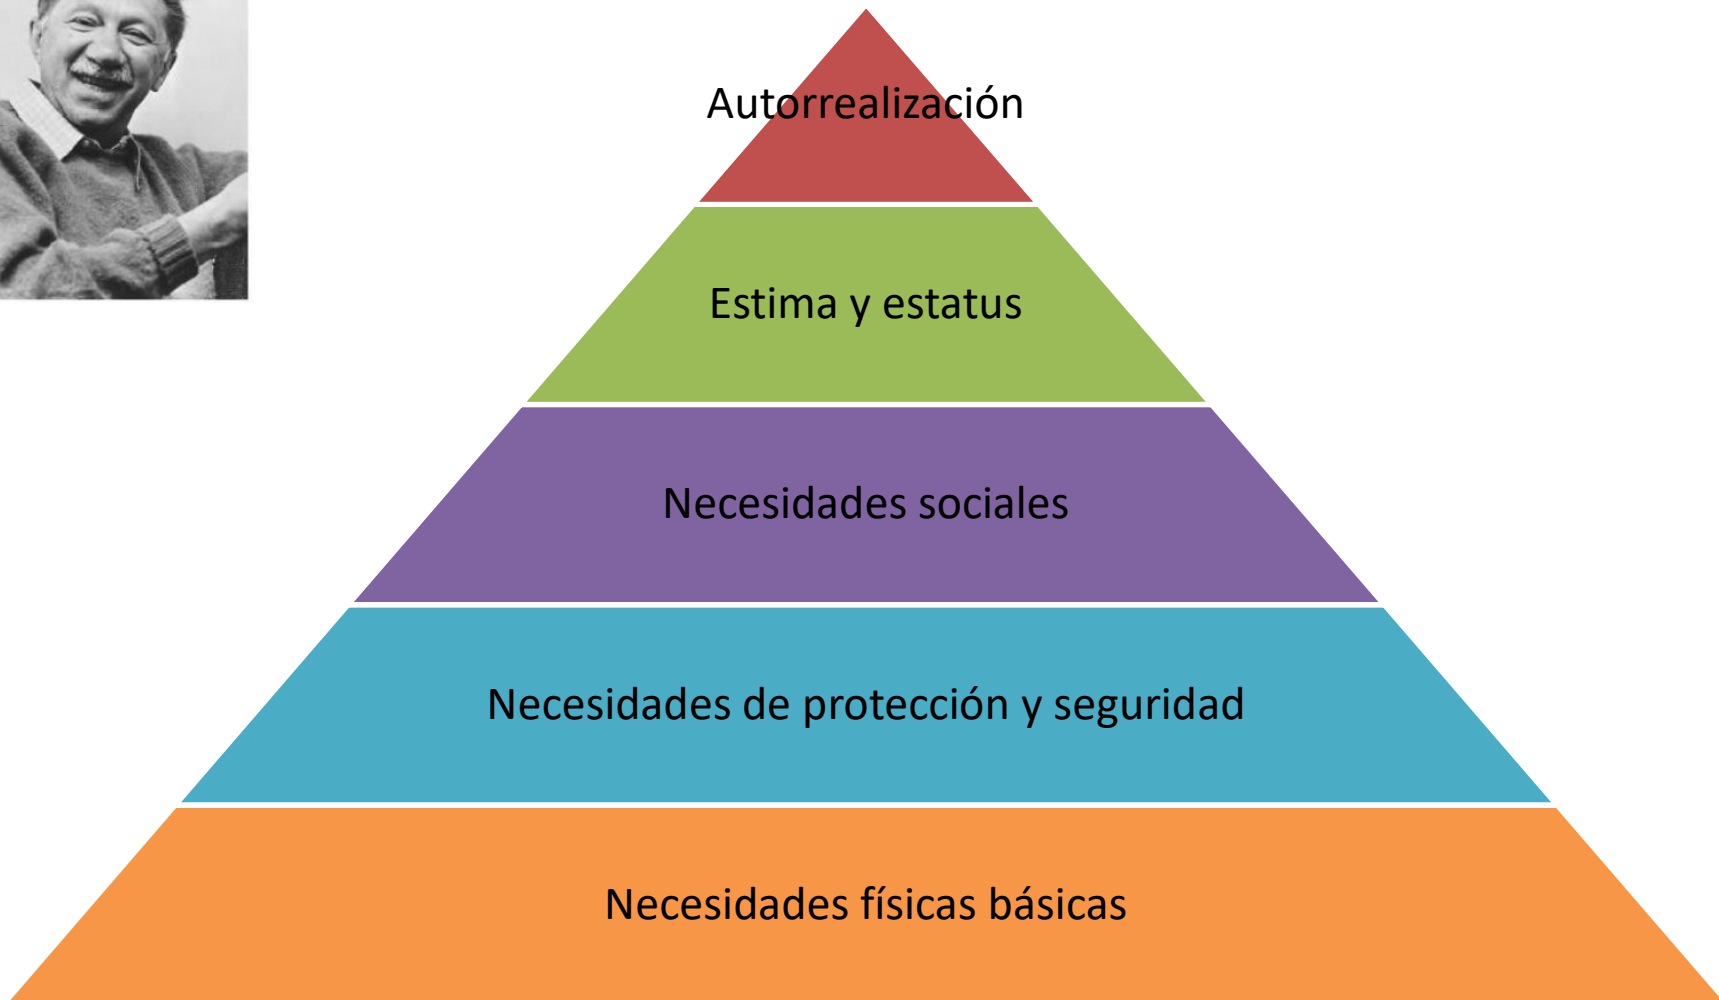 Autorrealización
Estima y estatus
Necesidades sociales
Necesidades de protección y seguridad
Necesidades físicas básicas